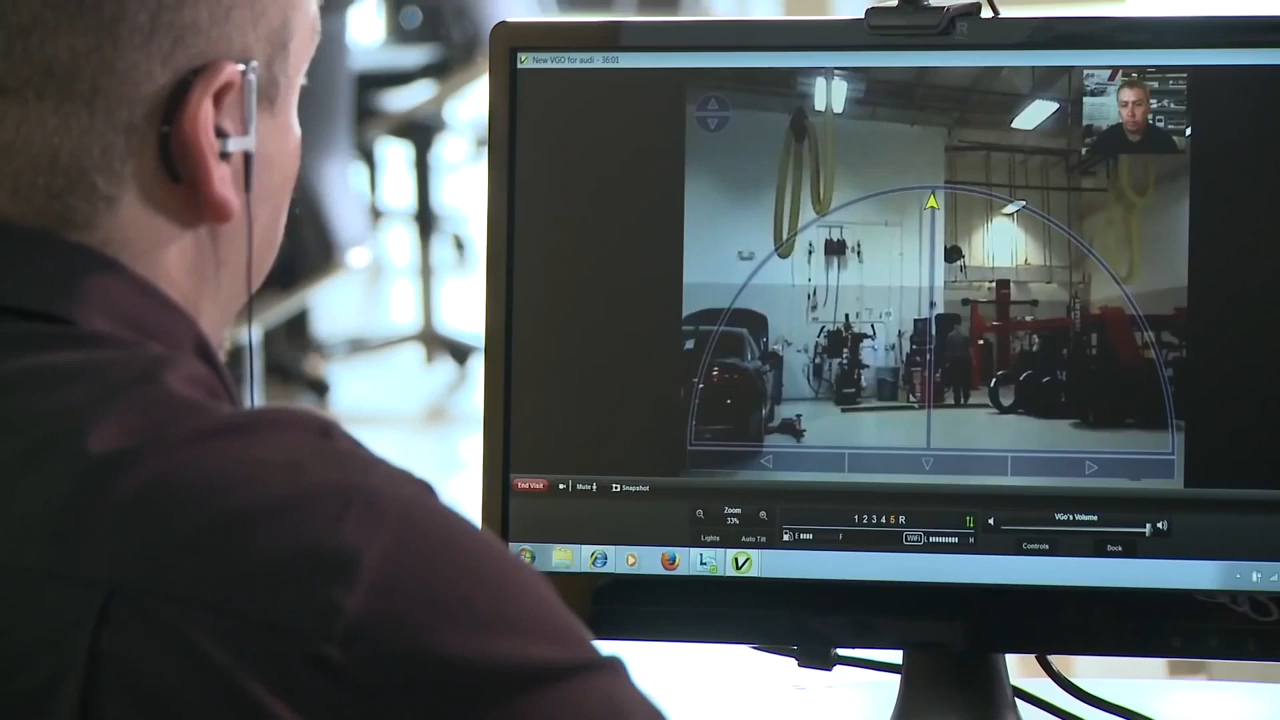 New VGO for audi - 36:01
End Visit Mute Snapshot
Zoom
33%
Lights Auto Tilt
1 2 3 4 5 R
E F WiFi L H
VGo's Volume
Controls Dock